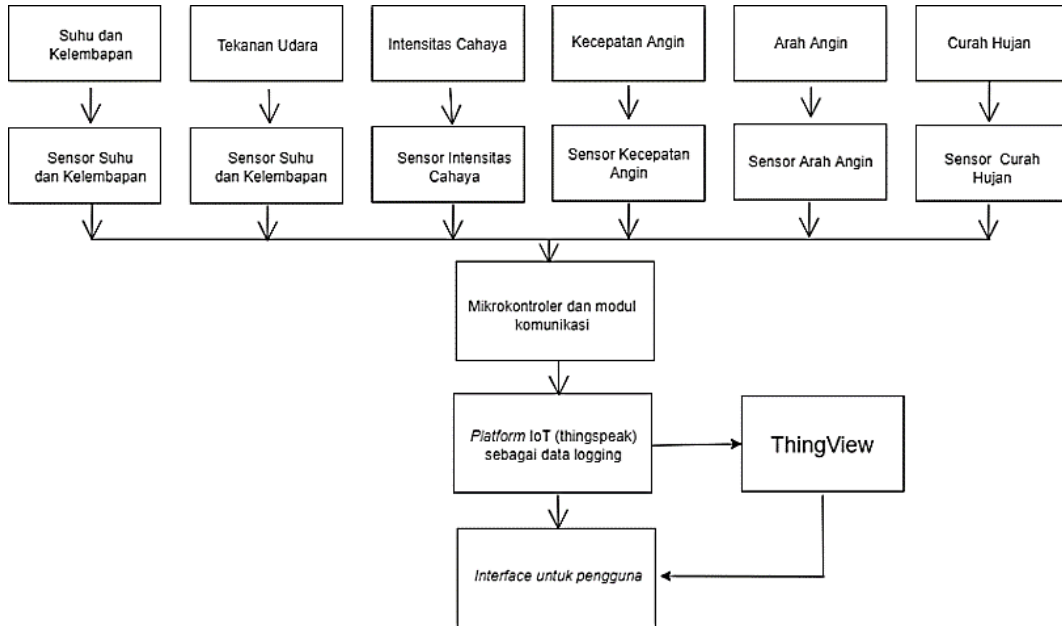 Suhu dan
Kelembapan
Tekanan Udara
Intensitas Cahaya
Kecepatan Angin
Arah Angin
Curah Hujan
Sensor Suhu
dan Kelembapan
Sensor Suhu
dan Kelembapan
Sensor Intensitas
Cahaya
Sensor Kecepatan
Angin
Sensor Arah Angin
Sensor Curah
Hujan
Mikrokontroler dan modul
komunikasi
Platform IoT (thingspeak)
sebagai data logging
ThingView
Interface untuk pengguna